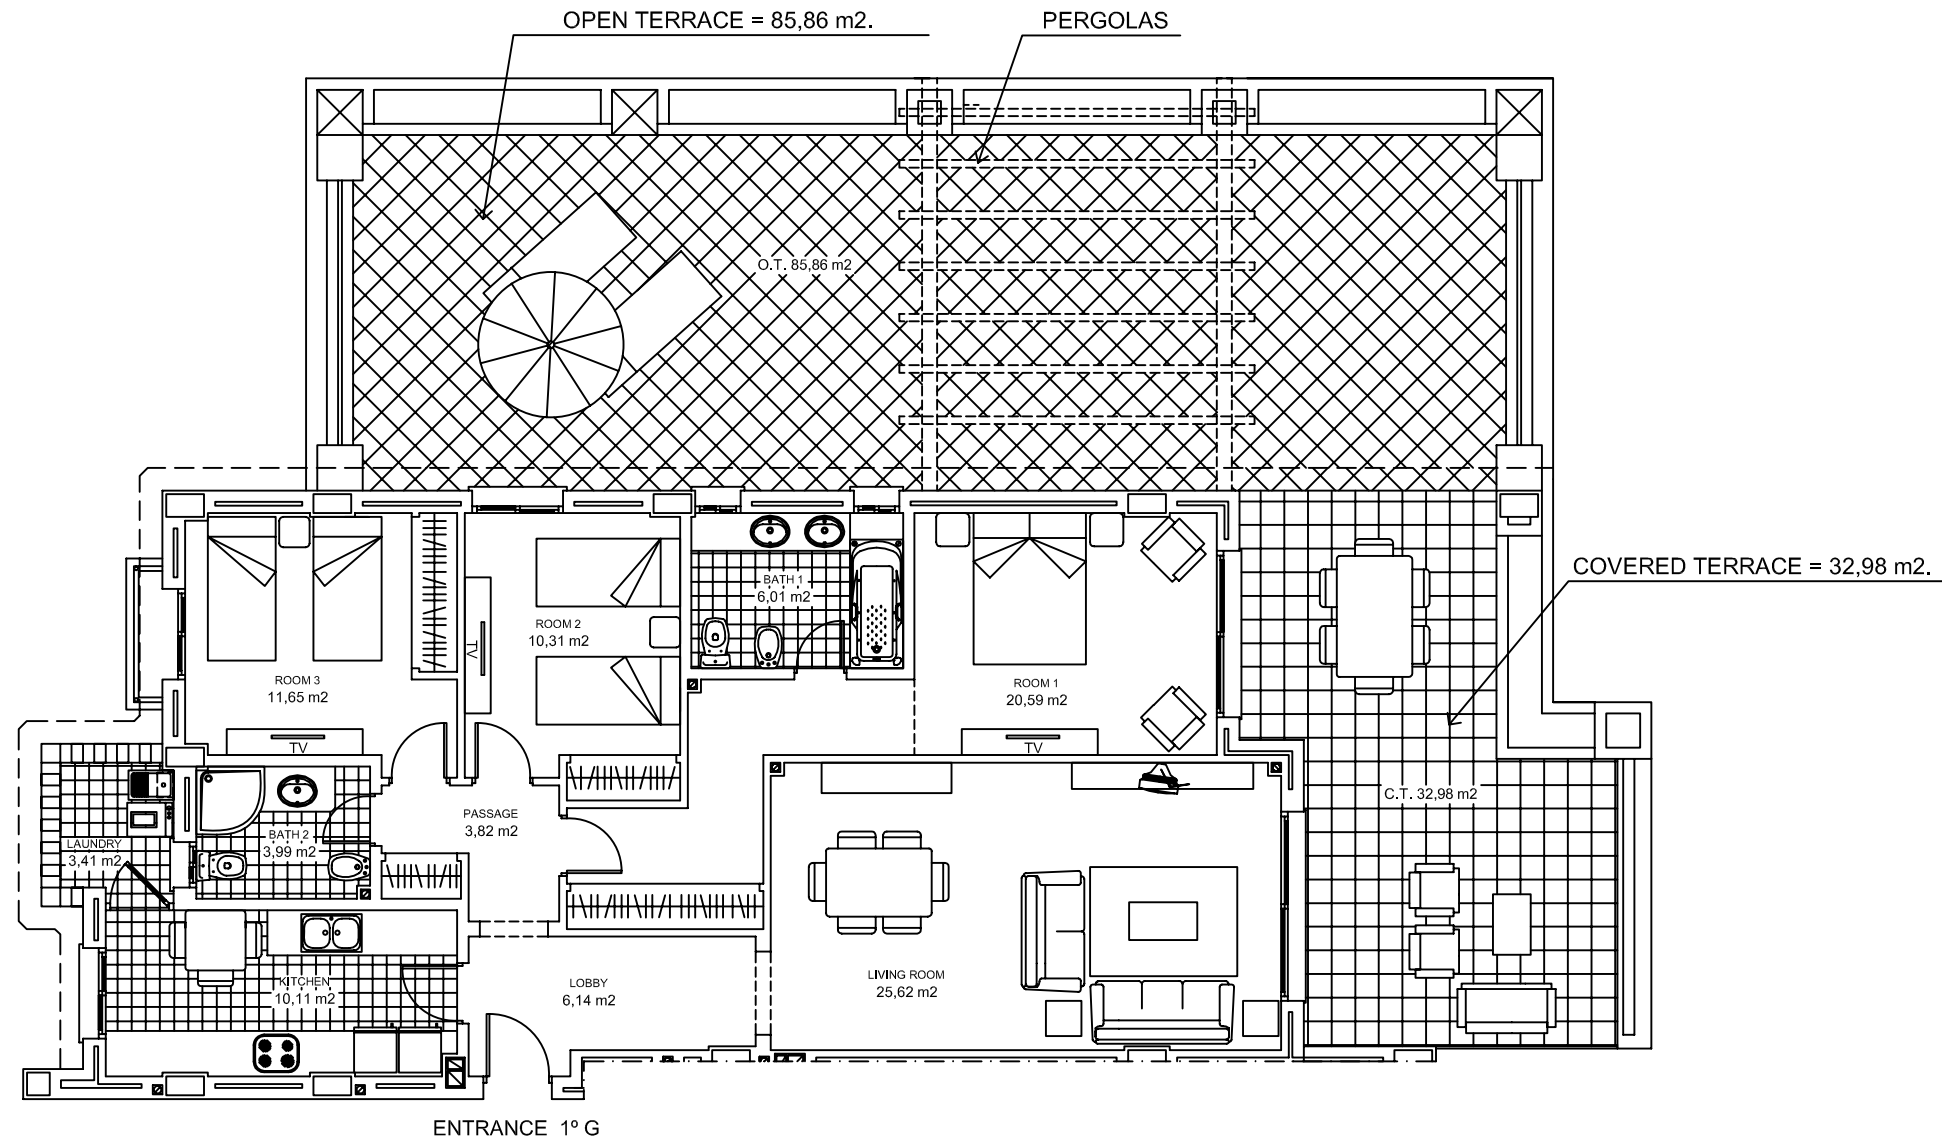 OPEN TERRACE = 85,86 m2.
PERGOLAS
O.T. 85,86 m2
COVERED TERRACE = 32,98 m2.
BATH 1
6,01 m2
ROOM 2
10,31 m2
TV
ROOM 3
11,65 m2
ROOM 1
20,59 m2
TV
TV
C.T. 32,98 m2
PASSAGE
3,82 m2
BATH 2
3,99 m2
LAUNDRY
3,41 m2
LIVING ROOM
25,62 m2
KITCHEN
10,11 m2
LOBBY
6,14 m2
ENTRANCE 1º G